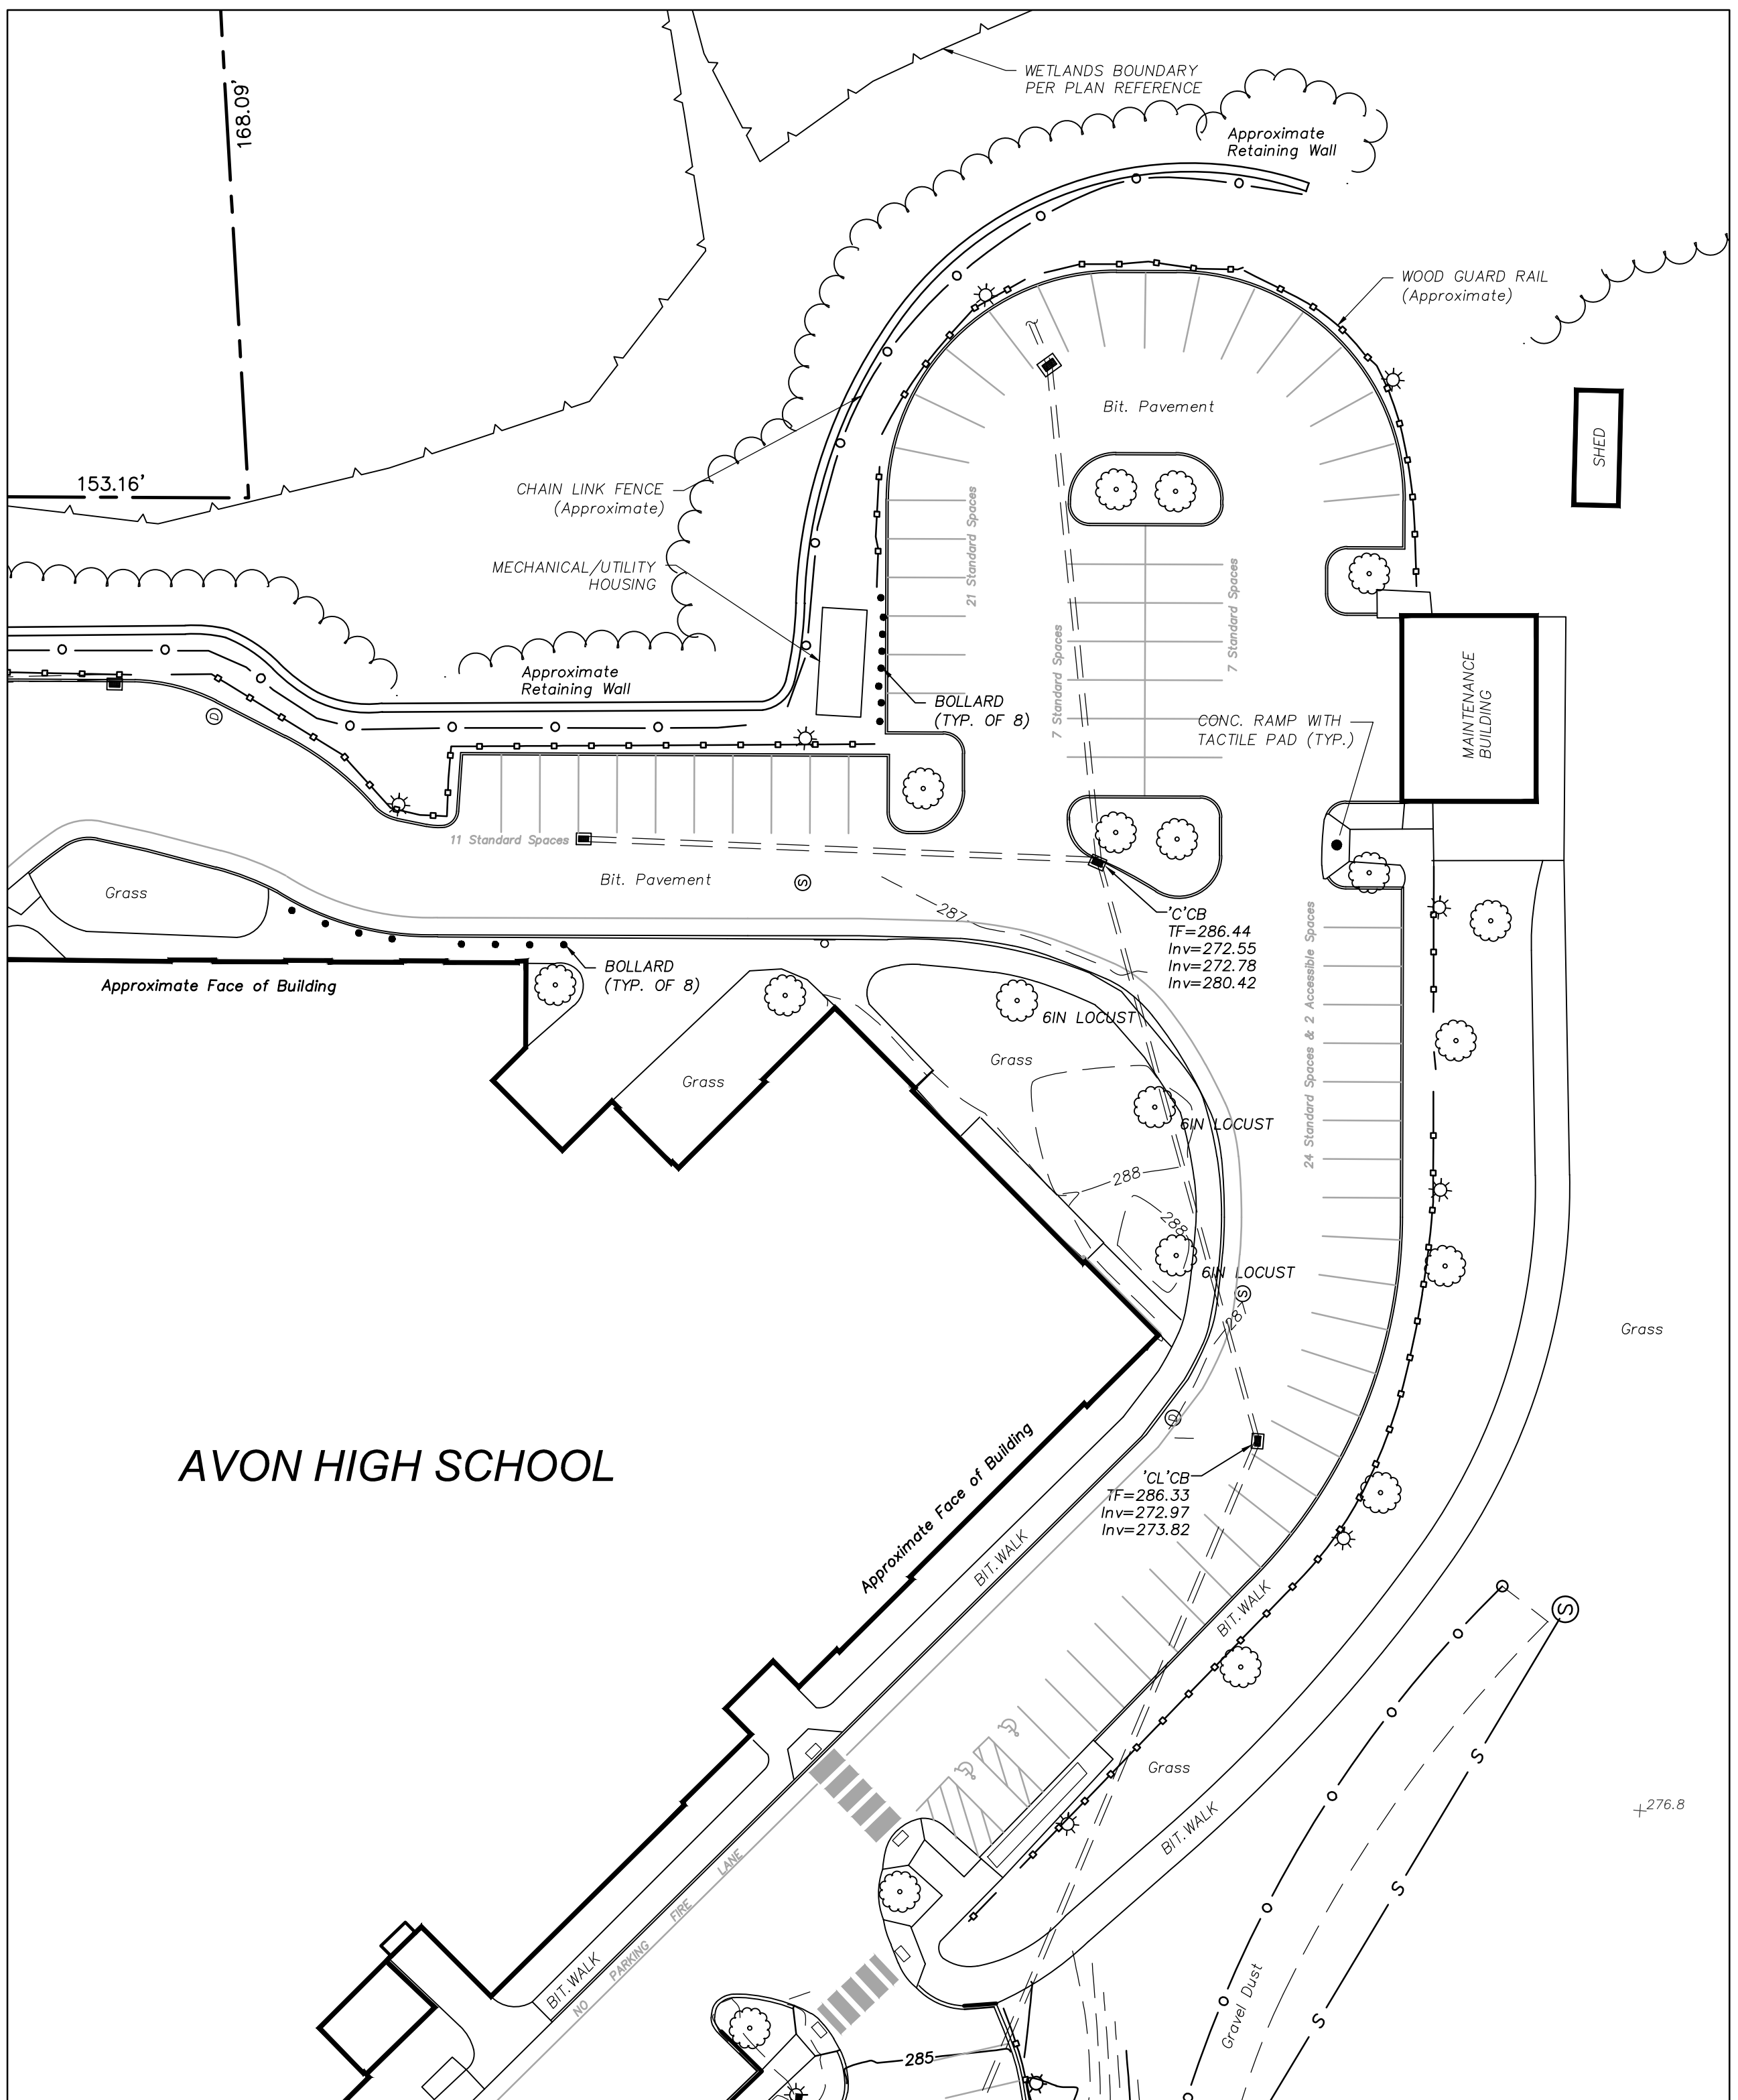 168.09'
WETLANDS BOUNDARY
PER PLAN REFERENCE
Approximate
Retaining Wall
WOOD GUARD RAIL
(Approximate)
Bit. Pavement
SHED
153.16'
CHAIN LINK FENCE
(Approximate)
21 Standard Spaces
MECHANICAL/UTILITY
HOUSING
7 Standard Spaces
7 Standard Spaces
Approximate
Retaining Wall
BOLLARD
(TYP. OF 8)
CONC. RAMP WITH
TACTILE PAD (TYP.)
MAINTENANCE
BUILDING
D
11 Standard Spaces
Bit. Pavement
S
Grass
287
'C'CB
TF=286.44
Inv=272.55
Inv=272.78
Inv=280.42
BOLLARD
(TYP. OF 8)
Approximate Face of Building
6IN LOCUST
Grass
Grass
24 Standard Spaces & 2 Accessible Spaces
6IN LOCUST
288
288
6IN LOCUST
S
287
Grass
D
AVON HIGH SCHOOL
Approximate Face of Building
'CL'CB
TF=286.33
Inv=272.97
Inv=273.82
BIT.WALK
BIT.WALK
S
Grass
S
276.8
BIT.WALK
S
NO PARKING FIRE LANE
BIT.WALK
Gravel Dust
S
285